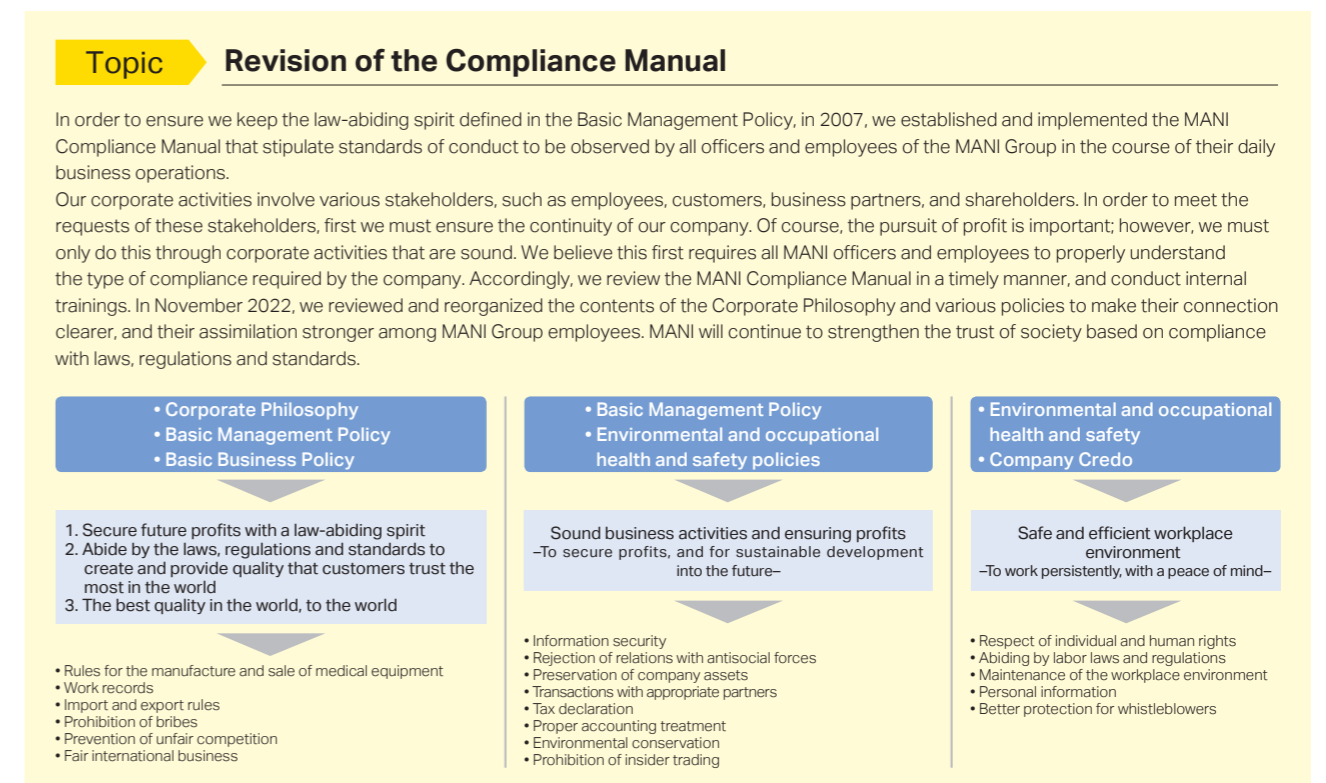 Topic
Revision of the Compliance Manual
In order to ensure we keep the law-abiding spirit defined in the Basic Management Policy, in 2007, we established and implemented the MANI
Compliance Manual that stipulate standards of conduct to be observed by all officers and employees of the MANI Group in the course of their daily
business operations.
Our corporate activities involve various stakeholders, such as employees, customers, business partners, and shareholders. In order to meet the
requests of these stakeholders, first we must ensure the continuity of our company. Of course, the pursuit of profit is important; however, we must
only do this through corporate activities that are sound. We believe this first requires all MANI officers and employees to properly understand
the type of compliance required by the company. Accordingly, we review the MANI Compliance Manual in a timely manner, and conduct internal
trainings. In November 2022, we reviewed and reorganized the contents of the Corporate Philosophy and various policies to make their connection
clearer, and their assimilation stronger among MANI Group employees. MANI will continue to strengthen the trust of society based on compliance
with laws, regulations and standards.
• Corporate Philosophy
• Basic Management Policy
• Basic Business Policy
1. Secure future profits with a law-abiding spirit
2. Abide by the laws, regulations and standards to
create and provide quality that customers trust the
most in the world
3. The best quality in the world, to the world
• Rules for the manufacture and sale of medical equipment
• Work records
• Import and export rules
• Prohibition of bribes
• Prevention of unfair competition
• Fair international business
• Basic Management Policy
• Environmental and occupational
health and safety policies
Sound business activities and ensuring profits
–To secure profits, and for sustainable development
into the future–
• Information security
• Rejection of relations with antisocial forces
• Preservation of company assets
• Transactions with appropriate partners
• Tax declaration
• Proper accounting treatment
• Environmental conservation
• Prohibition of insider trading
• Environmental and occupational
health and safety
• Company Credo
Safe and efficient workplace
environment
–To work persistently, with a peace of mind–
• Respect of individual and human rights
• Abiding by labor laws and regulations
• Maintenance of the workplace environment
• Personal information
• Better protection for whistleblowers